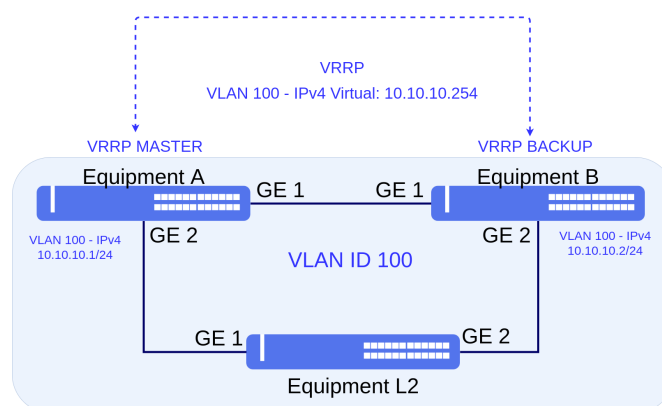 VRRP
VLAN 100 - IPv4 Virtual: 10.10.10.254
VRRP MASTER
VRRP BACKUP
Equipment A
Equipment B
GE 1
GE 1
GE 2
GE 2
VLAN 100 - IPv4
10.10.10.1/24
VLAN 100 - IPv4
10.10.10.2/24
VLAN ID 100
GE 1
GE 2
Equipment L2